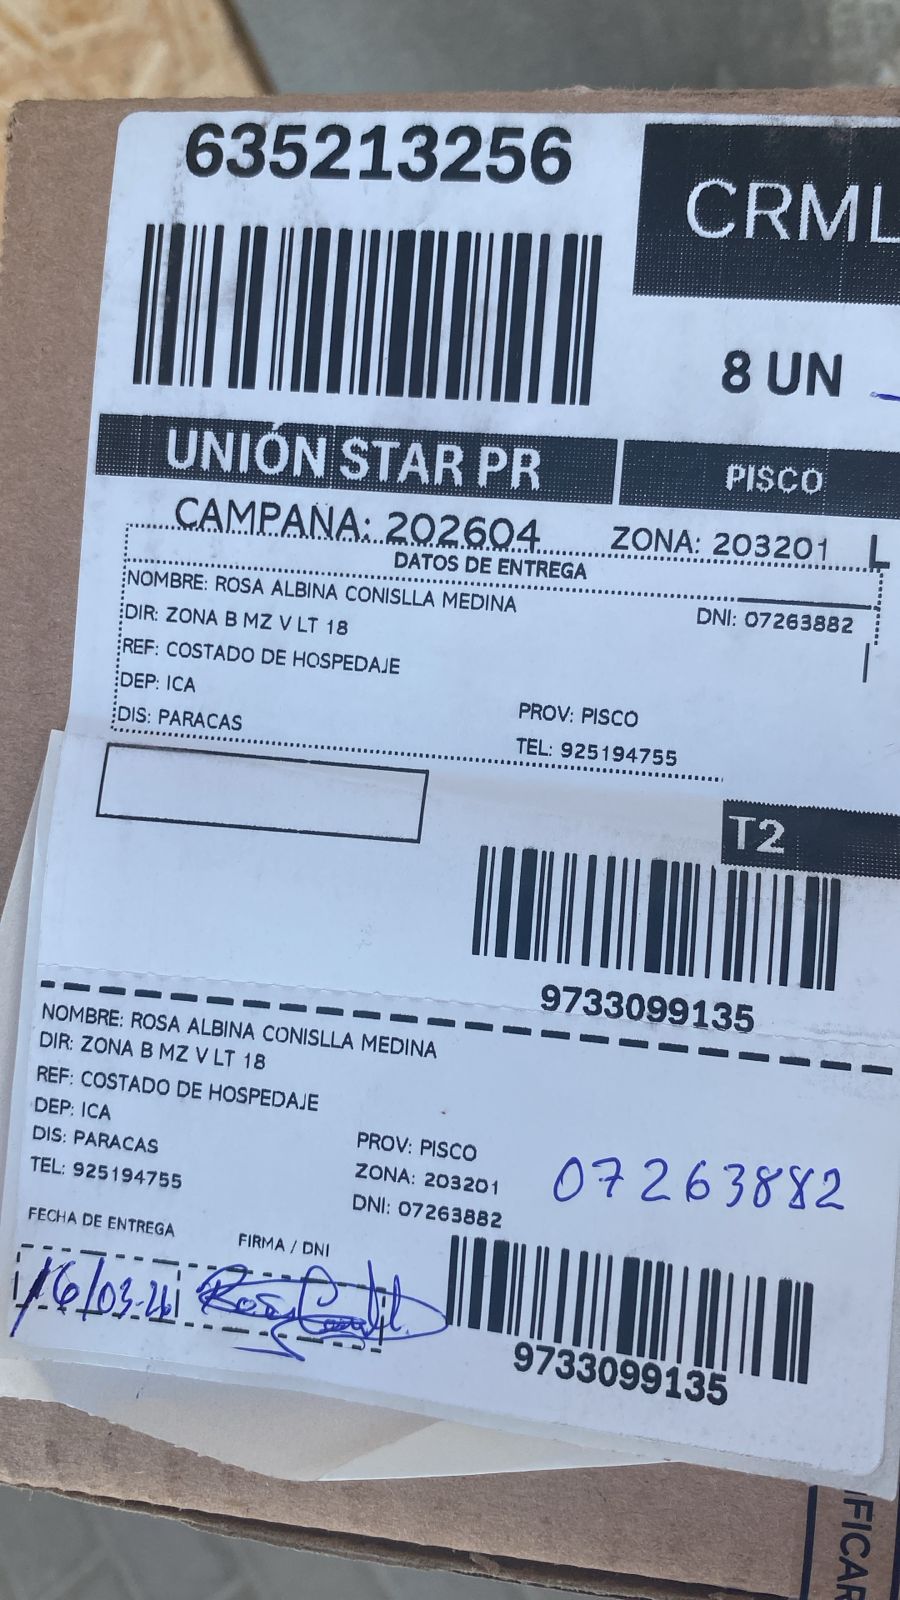 635213256
CRML
8 UN
UNIÓN STAR PR
PISCO
CAMPAÑA: 202604
ZONA: 203201
L
DATOS DE ENTREGA
NOMBRE: ROSA ALBINA CONISLLA MEDINA
DNI: 07263882
DIR: ZONA B MZ V LT 18
REF: COSTADO DE HOSPEDAJE
DEP: ICA
DIS: PARACAS
PROV: PISCO
TEL: 925194755
T2
9733099135
NOMBRE: ROSA ALBINA CONISLLA MEDINA
DIR: ZONA B MZ V LT 18
REF: COSTADO DE HOSPEDAJE
DEP: ICA
DIS: PARACAS
PROV: PISCO
TEL: 925194755
ZONA: 203201
DNI: 07263882
07263882
FECHA DE ENTREGA
FIRMA / DNI
16/03-26
9733099135
IFICAR